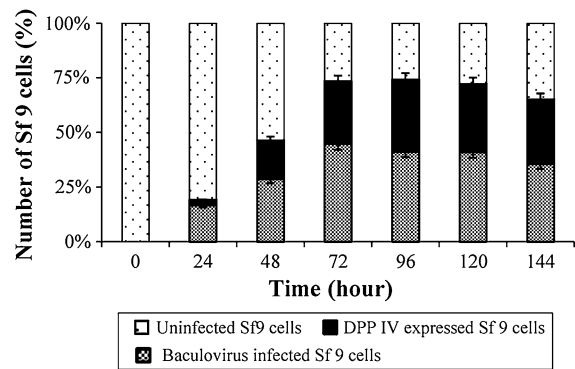 Number of Sf 9 cells (%)
100%
75%
50%
25%
0%
0 24 48 72 96 120 144
Time (hour)
Uninfected Sf9 cells DPP IV expressed Sf 9 cells
Baculovirus infected Sf 9 cells